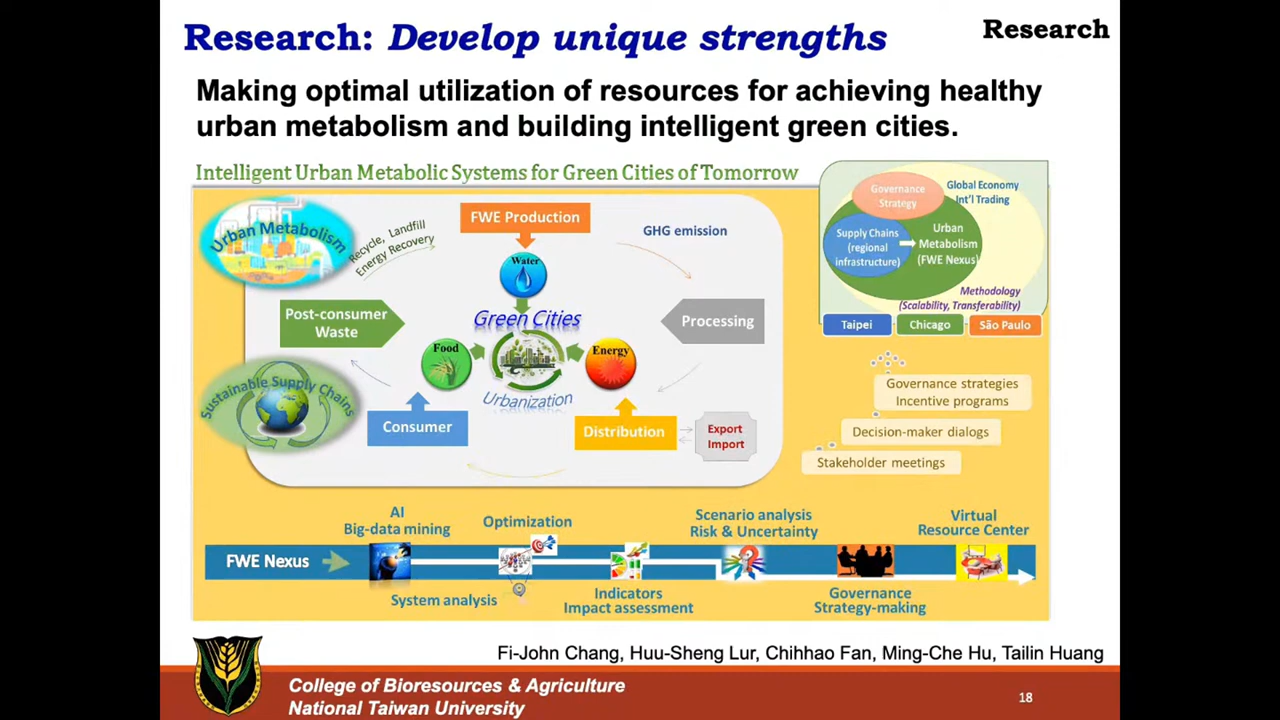 Research: Develop unique strengths
Research
Making optimal utilization of resources for achieving healthy
urban metabolism and building intelligent green cities.
Intelligent Urban Metabolic Systems for Green Cities of Tomorrow
Urban Metabolism
Recycle, Landfill
Energy Recovery
FWE Production
GHG emission
Water
Post-consumer
Waste
Green Cities
Processing
Food
Energy
Sustainable Supply Chains
Urbanization
Consumer
Distribution
Export
Import
Governance
Strategy
Global Economy
Int'l Trading
Supply Chains
(regional
infrastructure)
Urban
Metabolism
(FWE Nexus)
Methodology
(Scalability, Transferability)
Taipei
Chicago
São Paulo
Governance strategies
Incentive programs
Decision-maker dialogs
Stakeholder meetings
AI
Big-data mining
Optimization
Scenario analysis
Risk & Uncertainty
Virtual
Resource Center
FWE Nexus
System analysis
Indicators
Impact assessment
Governance
Strategy-making
Fi-John Chang, Huu-Sheng Lur, Chihhao Fan, Ming-Che Hu, Tailin Huang
College of Bioresources & Agriculture
National Taiwan University
18